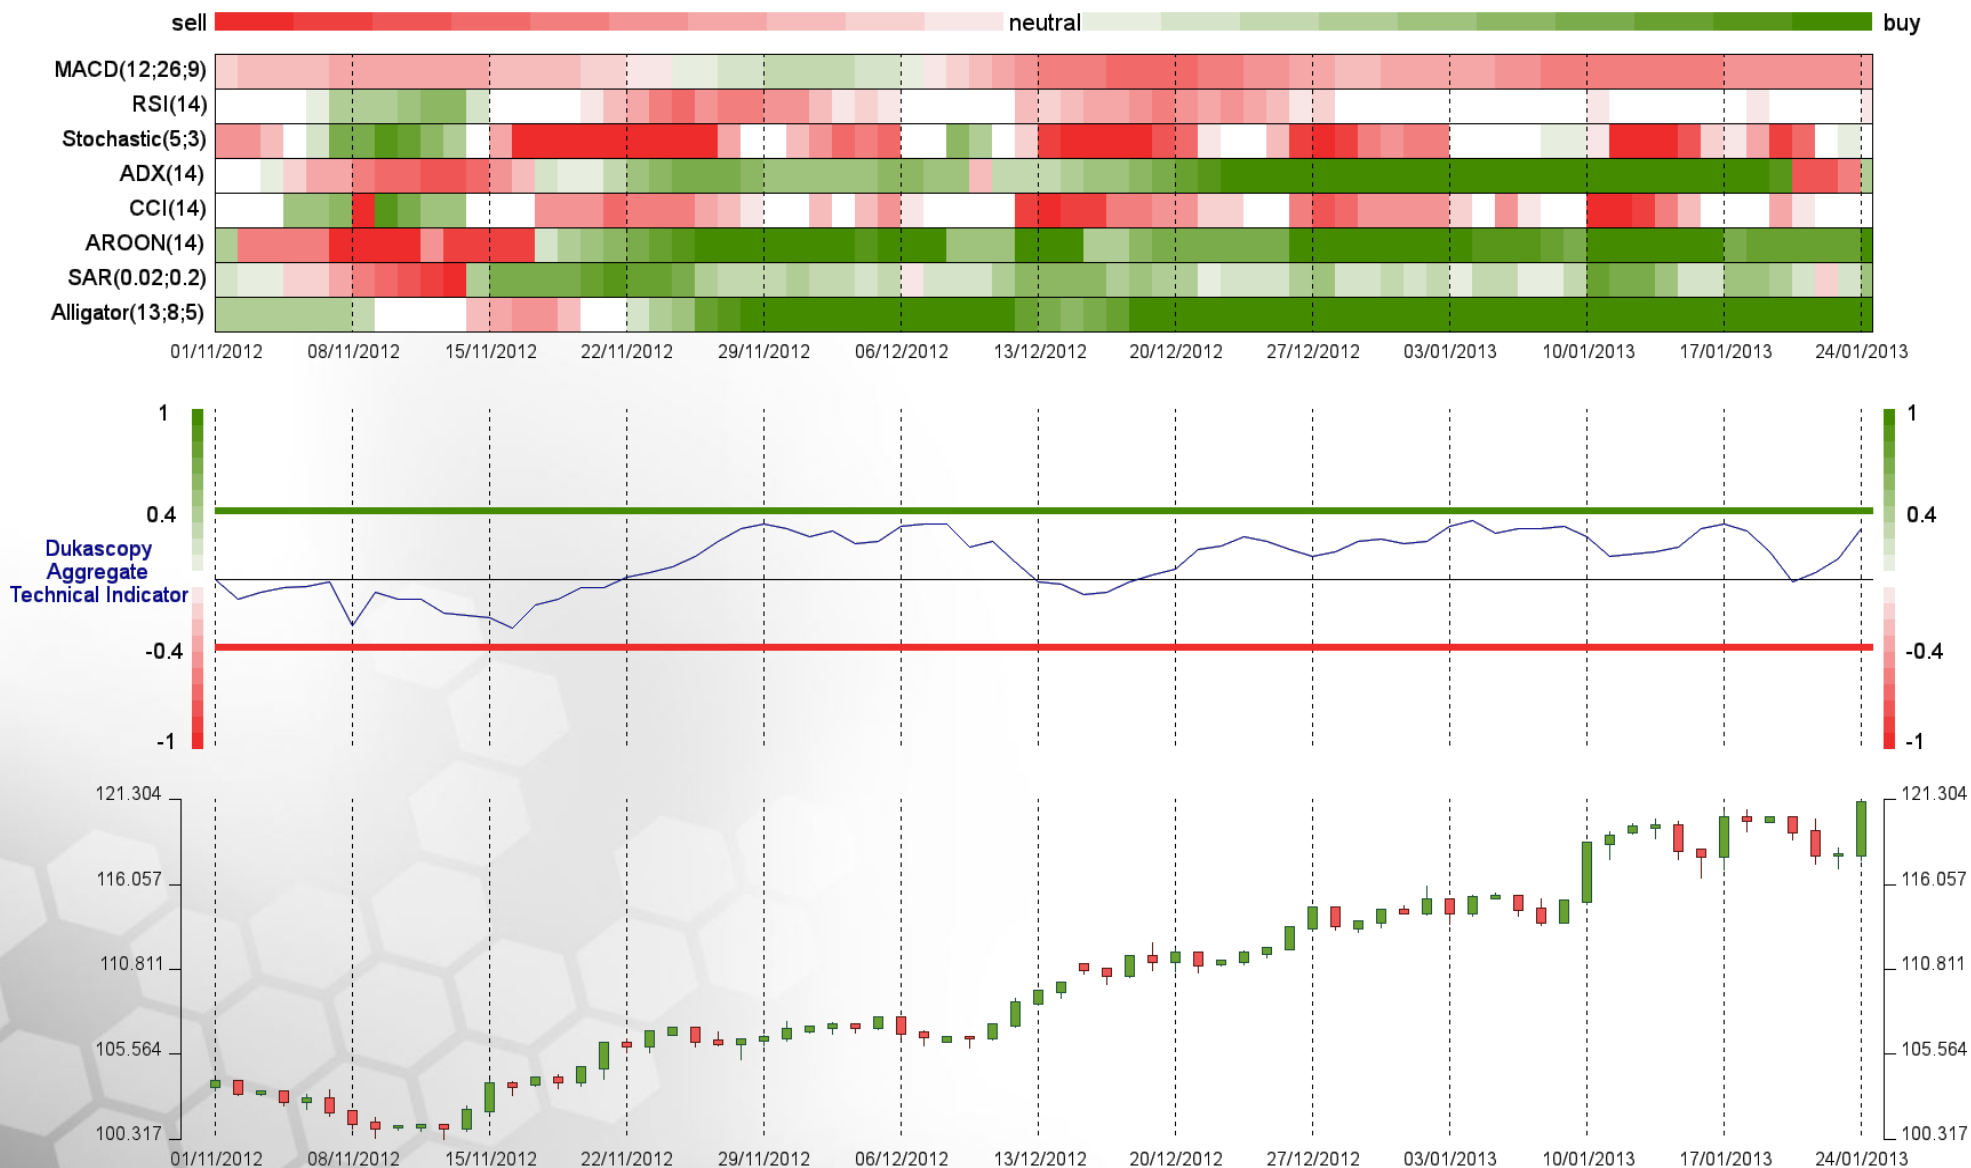 sell neutral buy
MACD(12;26;9)
RSI(14)
Stochastic(5;3)
ADX(14)
CCI(14)
AROON(14)
SAR(0.02;0.2)
Alligator(13;8;5)
01/11/2012 08/11/2012 15/11/2012 22/11/2012 29/11/2012 06/12/2012 13/12/2012 20/12/2012 27/12/2012 03/01/2013 10/01/2013 17/01/2013 24/01/2013
1 1
0.4 0.4
Dukascopy
Aggregate
Technical Indicator
-0.4 -0.4
-1 -1
121.304 121.304
116.057 116.057
110.811 110.811
105.564 105.564
100.317 100.317
01/11/2012 08/11/2012 15/11/2012 22/11/2012 29/11/2012 06/12/2012 13/12/2012 20/12/2012 27/12/2012 03/01/2013 10/01/2013 17/01/2013 24/01/2013